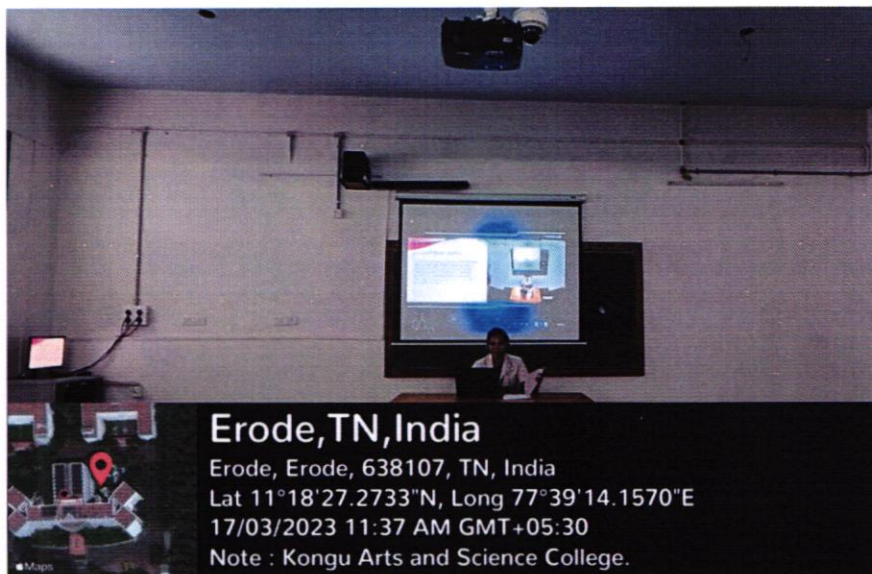 Erode,TN,India
Erode, Erode, 638107, TN, India
Lat 11°18'27.2733"N, Long 77°39'14.1570"E
17/03/2023 11:37 AM GMT+05:30
Note : Kongu Arts and Science College.
Maps